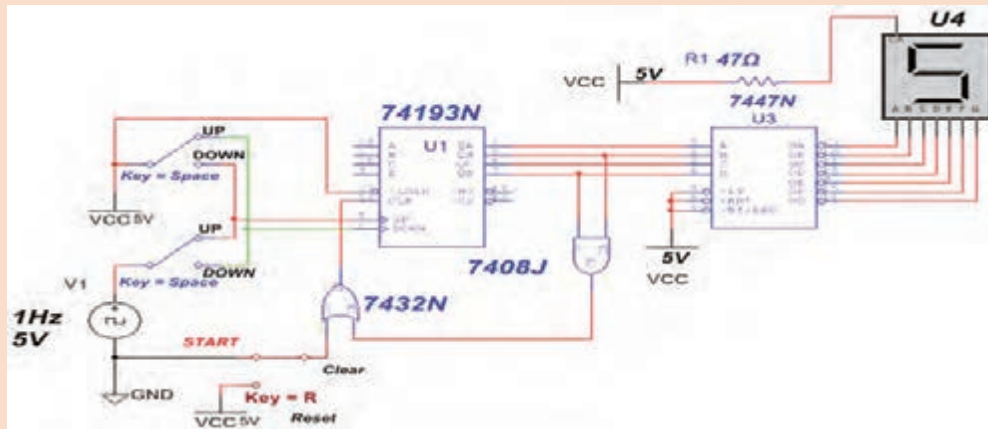 U4
CA
R1 47Ω
VCC
5V
7447N
U3
A B C D E F G
74193N
U1
UP
DOWN
Key = Space
VCC 5V
UP
DOWN
Key = Space
V1
1Hz
5V
7408J
7432N
5V
VCC
START
Clear
GND
Key = R
VCC 5V
Reset